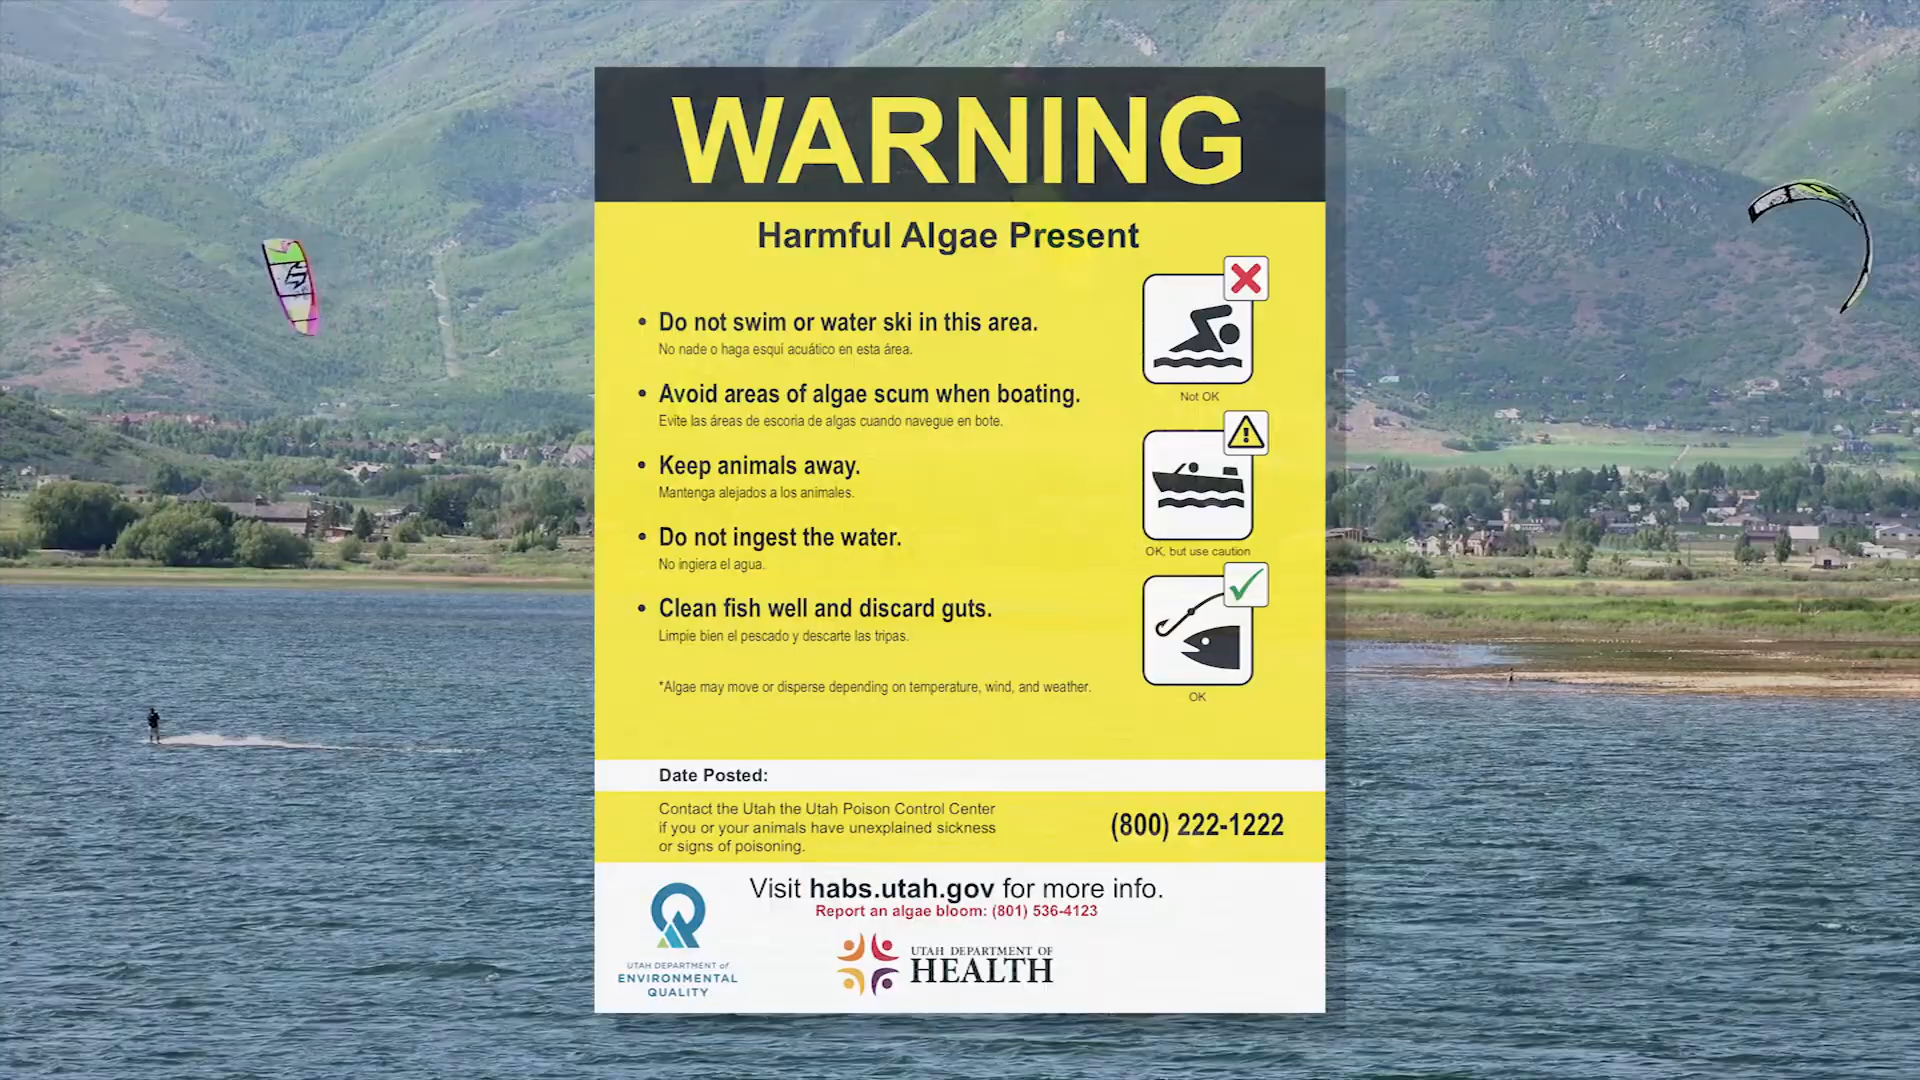 WARNING
Harmful Algae Present
• Do not swim or water ski in this area.
No nade o haga esquí acuático en esta área.
Not OK
• Avoid areas of algae scum when boating.
Evite las áreas de escoria de algas cuando navegue en bote.
• Keep animals away.
Mantenga alejados a los animales.
• Do not ingest the water.
No ingiera el agua.
OK, but use caution
• Clean fish well and discard guts.
Limpie bien el pescado y descarte las tripas.
*Algae may move or disperse depending on temperature, wind, and weather.
OK
Date Posted:
Contact the Utah the Utah Poison Control Center
if you or your animals have unexplained sickness
or signs of poisoning.
(800) 222-1222
Visit habs.utah.gov for more info.
Report an algae bloom: (801) 536-4123
UTAH DEPARTMENT of
ENVIRONMENTAL
QUALITY
UTAH DEPARTMENT OF
HEALTH